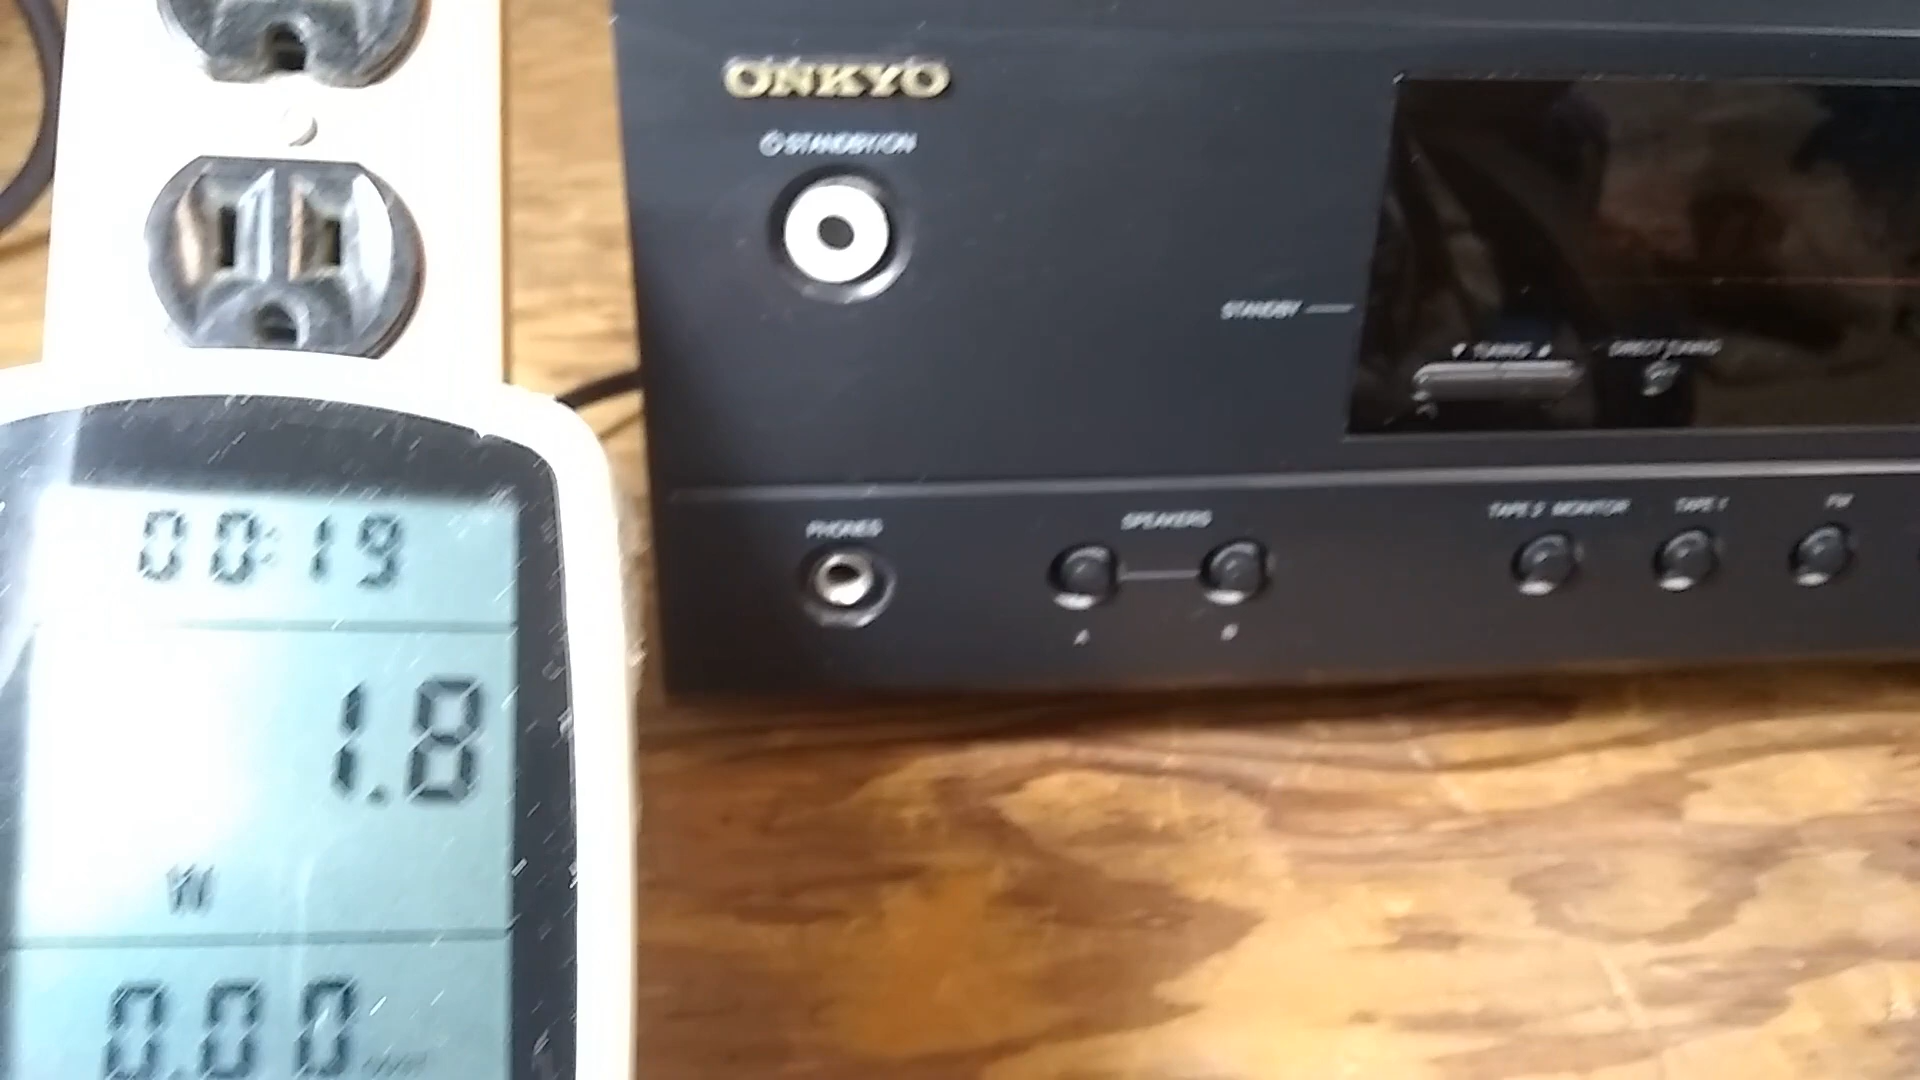 ONKYO
STANDBY/ON
STANDBY
TUNING
DIRECT TUNING
PHONES
SPEAKERS
A
B
TAPE 2 MONITOR
TAPE 1
FM
00:19
1.8
W
0.00